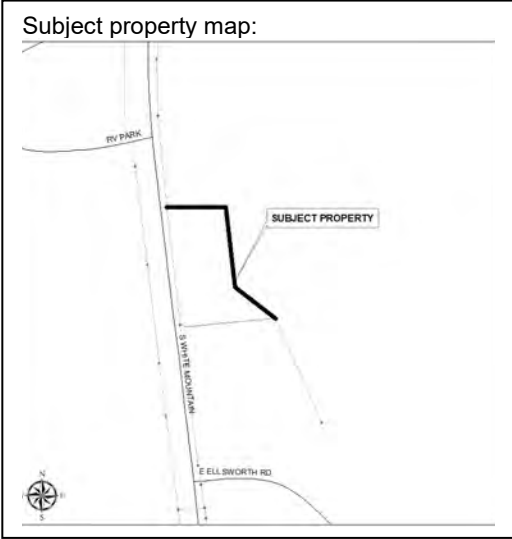 Subject property map:
RV PARK
SUBJECT PROPERTY
S WHITE MOUNTAIN
E ELLSWORTH RD
N
S